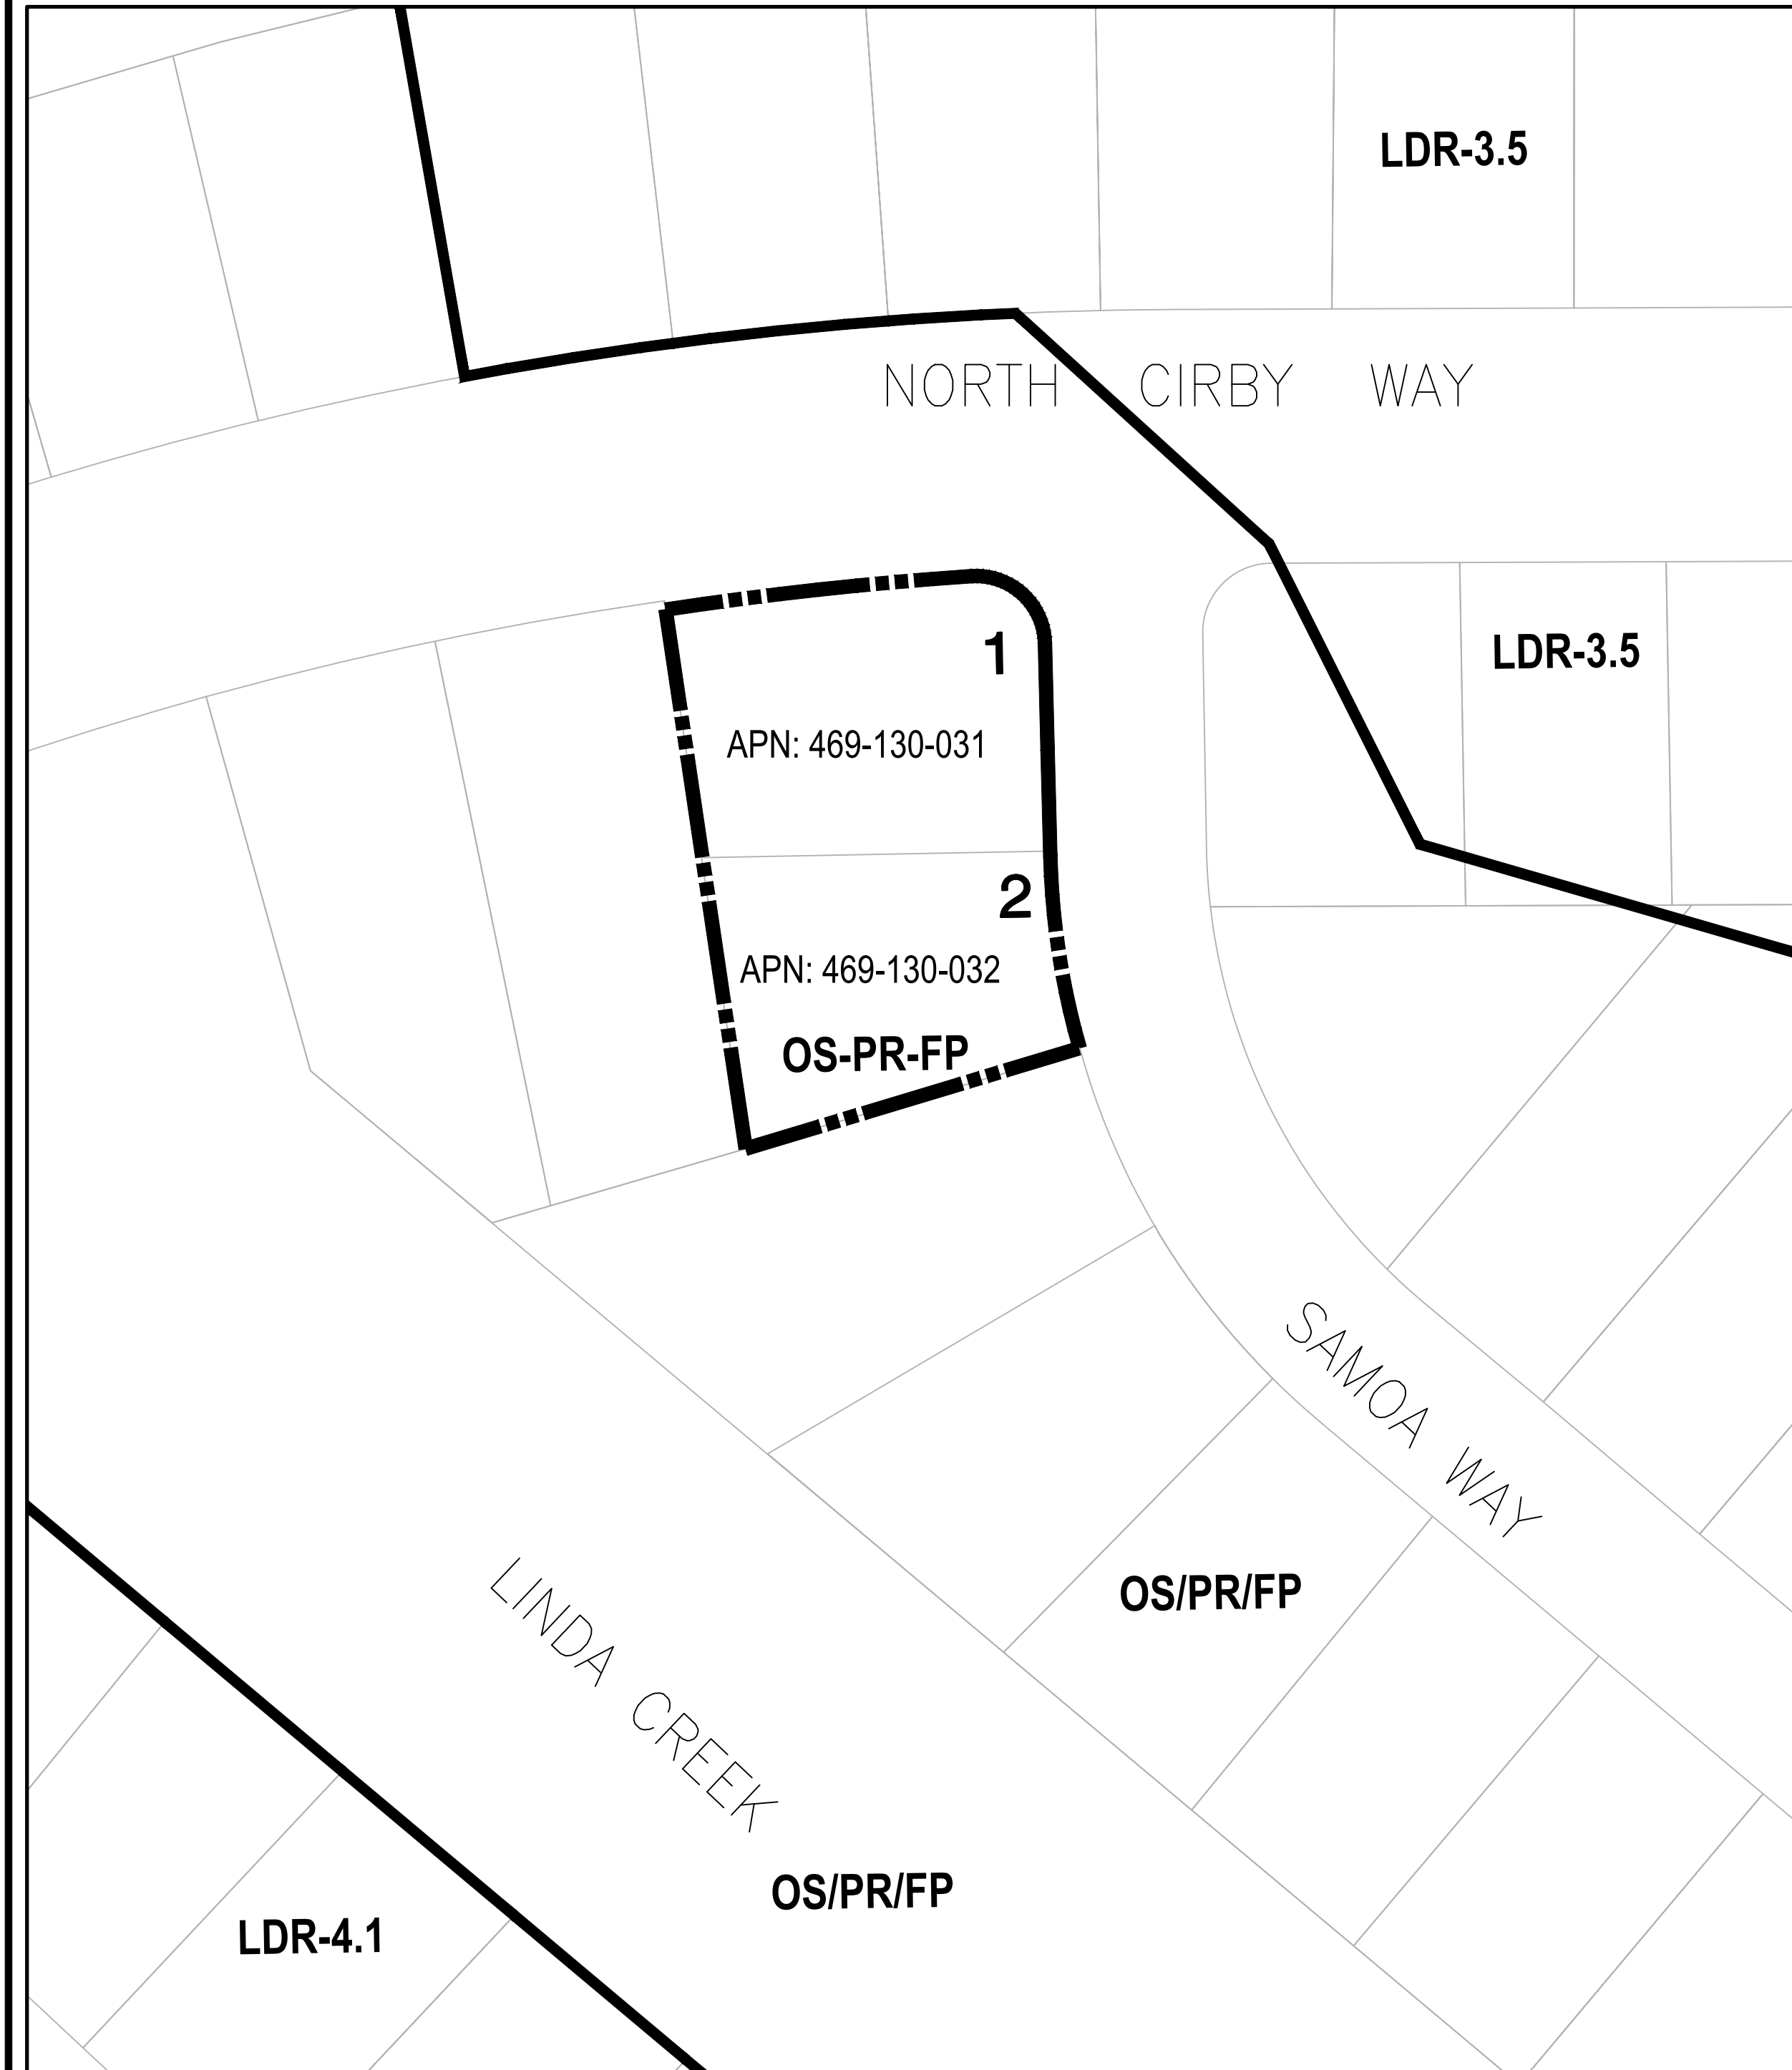 LDR-3.5
NORTH CIRBY WAY
1
LDR-3.5
APN: 469-130-031
2
APN: 469-130-032
OS-PR-FP
SAMOA WAY
OS/PR/FP
LINDA CREEK
OS/PR/FP
LDR-4.1